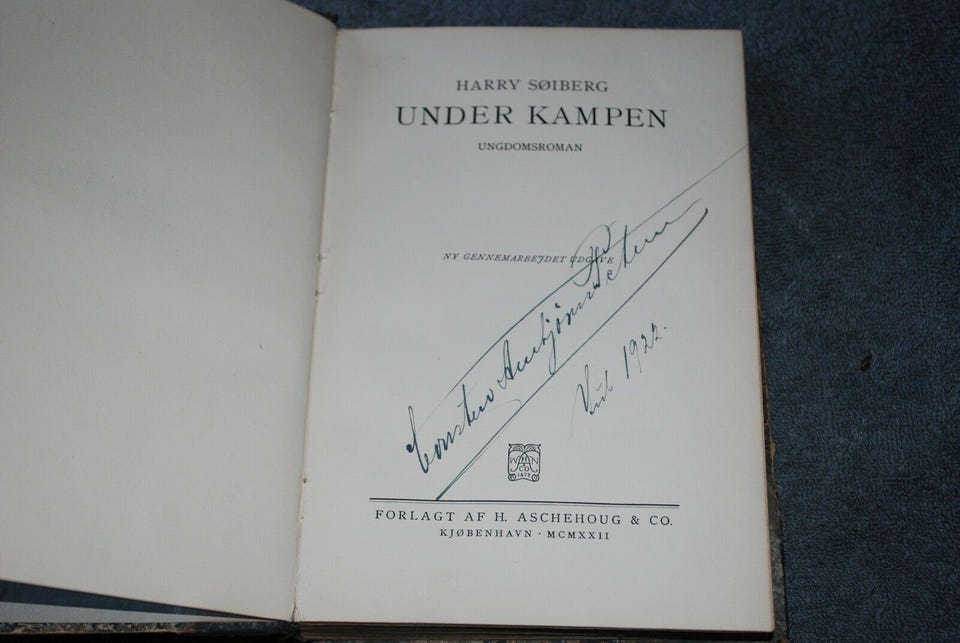 HARRY SØIBERG
UNDER KAMPEN
UNGDOMSROMAN
NY GENNEMARBEJDET UDGAVE
1922.
FORLAGT AF H. ASCHEHOUG & CO.
KJØBENHAVN · MCMXXII